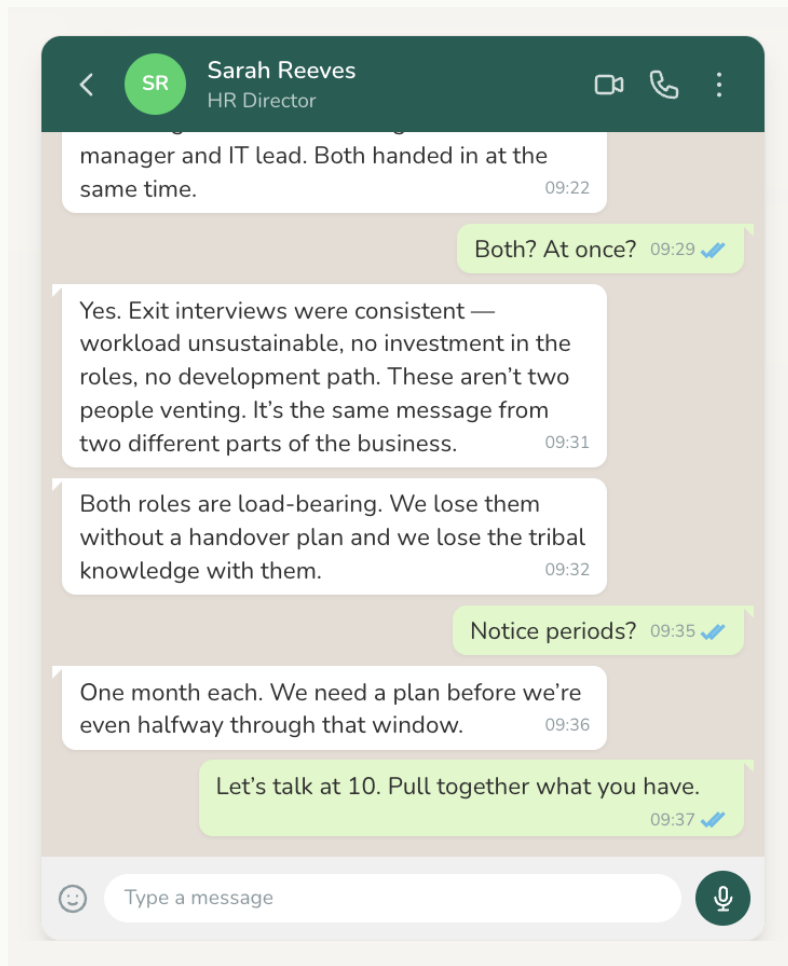 SR
Sarah Reeves
HR Director
manager and IT lead. Both handed in at the
same time.
09:22
Both? At once? 09:29
Yes. Exit interviews were consistent —
workload unsustainable, no investment in the
roles, no development path. These aren’t two
people venting. It’s the same message from
two different parts of the business. 09:31
Both roles are load-bearing. We lose them
without a handover plan and we lose the tribal
knowledge with them. 09:32
Notice periods? 09:35
One month each. We need a plan before we’re
even halfway through that window. 09:36
Let’s talk at 10. Pull together what you have.
09:37
Type a message